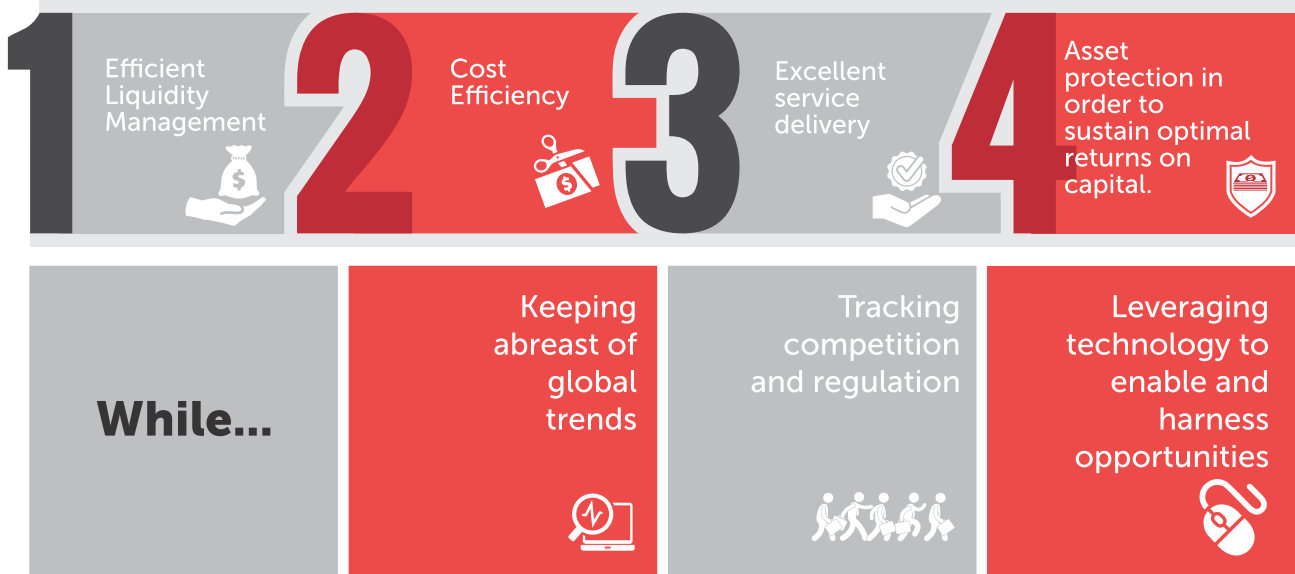 1
Efficient
Liquidity
Management
2
Cost
Efficiency
3
Excellent
service
delivery
4
Asset
protection in
order to
sustain optimal
returns on
capital.
While...
Keeping
abreast of
global
trends
Tracking
competition
and regulation
Leveraging
technology to
enable and
harness
opportunities